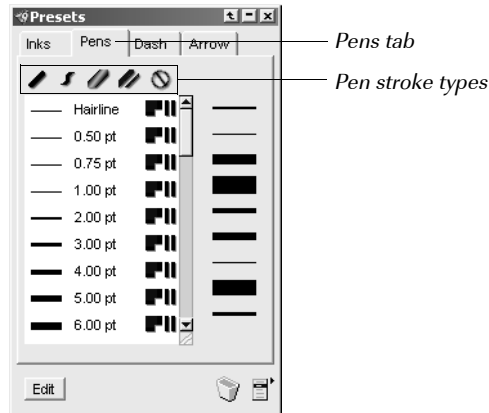 Presets
Inks Pens Dash Arrow
Pens tab
Pen stroke types
Hairline
0.50 pt
0.75 pt
1.00 pt
2.00 pt
3.00 pt
4.00 pt
5.00 pt
6.00 pt
Edit